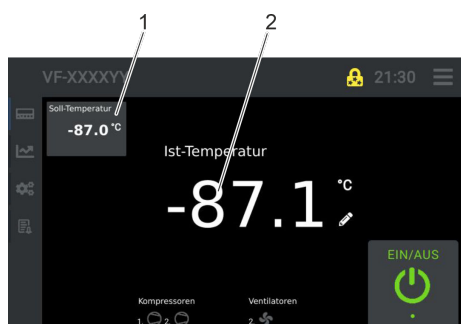 1 2
VF-XXXXYY
21:30
Soll-Temperatur
-87.0 °C
Ist-Temperatur
-87.1 °C
EIN/AUS
Kompressoren Ventilatoren
1. 2. 2.